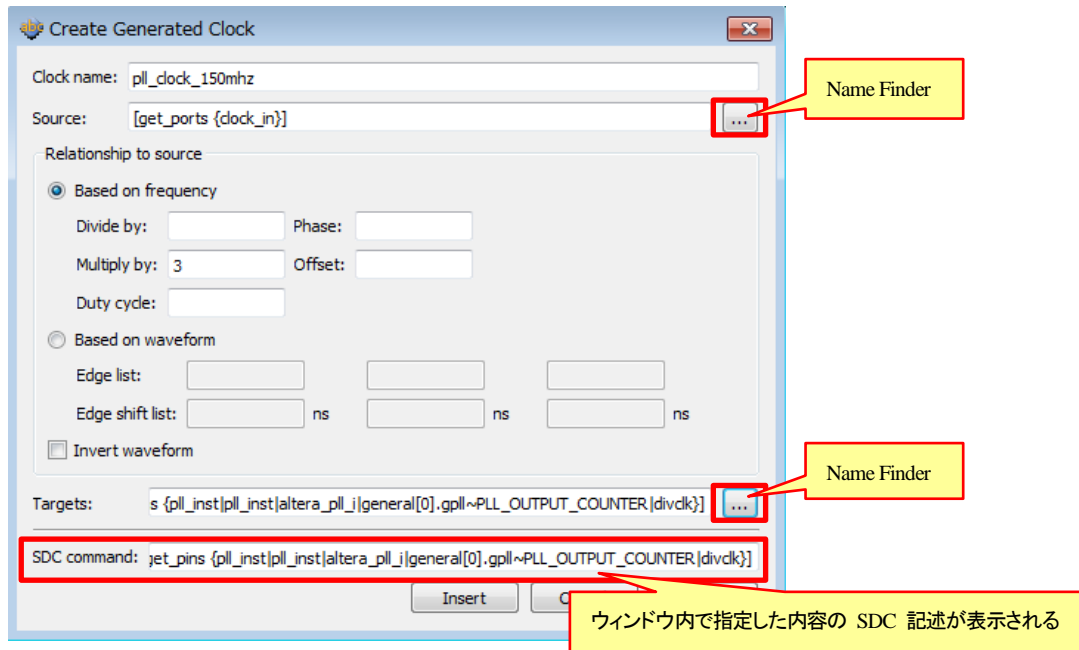 Create Generated Clock
Clock name: pll_clock_150mhz
Name Finder
Source: [get_ports {clock_in}] ...
Relationship to source
Based on frequency
Divide by: Phase:
Multiply by: 3 Offset:
Duty cycle:
Based on waveform
Edge list:
Edge shift list: ns ns ns
Invert waveform
Name Finder
Targets: s {pll_inst|pll_inst|altera_pll_i|general[0].gpll~PLL_OUTPUT_COUNTER|divclk}] ...
SDC command: get_pins {pll_inst|pll_inst|altera_pll_i|general[0].gpll~PLL_OUTPUT_COUNTER|divclk}]
Insert
ウィンドウ内で指定した内容の SDC 記述が表示される